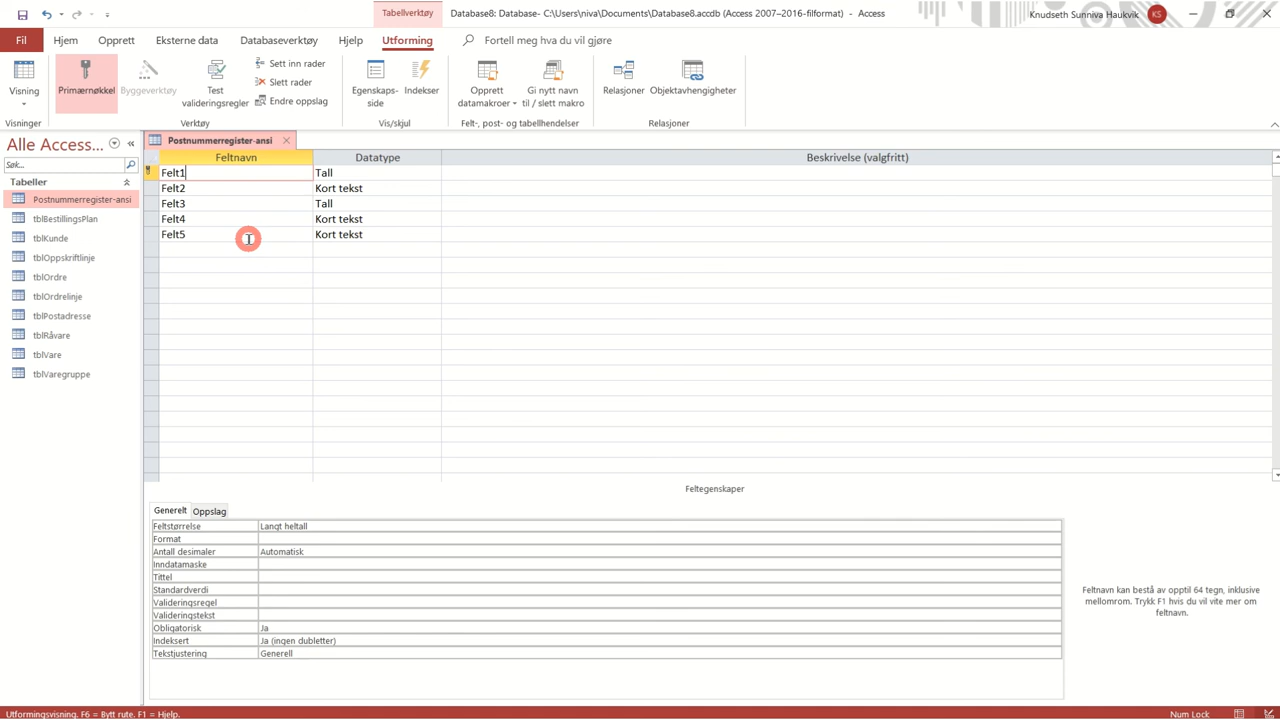 Tabellverktøy
Database8: Database- C:\Users\niva\Documents\Database8.accdb (Access 2007–2016-filformat) - Access
Knudseth Sunniva Haukvik KS
Fil Hjem Opprett Eksterne data Databaseverktøy Hjelp Utforming Fortell meg hva du vil gjøre
Visning
Visninger
Primærnøkkel
Byggeverktøy
Test
valideringsregler
Sett inn rader
Slett rader
Endre oppslag
Verktøy
Egenskaps-
side
Indekser
Vis/skjul
Opprett
datamakroer
Gi nytt navn
til / slett makro
Felt-, post- og tabellhendelser
Relasjoner
Objektavhengigheter
Relasjoner
Alle Access...
Søk...
Tabeller
Postnummerregister-ansi
tblBestillingsPlan
tblKunde
tblOppskriftlinje
tblOrdre
tblOrdrelinje
tblPostadresse
tblRåvare
tblVare
tblVaregruppe
Postnummerregister-ansi
Feltnavn Datatype Beskrivelse (valgfritt)
Felt1 Tall
Felt2 Kort tekst
Felt3 Tall
Felt4 Kort tekst
Felt5 Kort tekst
Feltegenskaper
Generelt Oppslag
Feltstørrelse Langt heltall
Format
Antall desimaler Automatisk
Inndatamaske
Tittel
Standardverdi
Valideringsregel
Valideringstekst
Obligatorisk Ja
Indeksert Ja (ingen dubletter)
Tekstjustering Generell
Feltnavn kan bestå av opptil 64 tegn, inklusive
mellomrom. Trykk F1 hvis du vil vite mer om
feltnavn.
Utformingsvisning. F6 = Bytt rute. F1 = Hjelp.
Num Lock